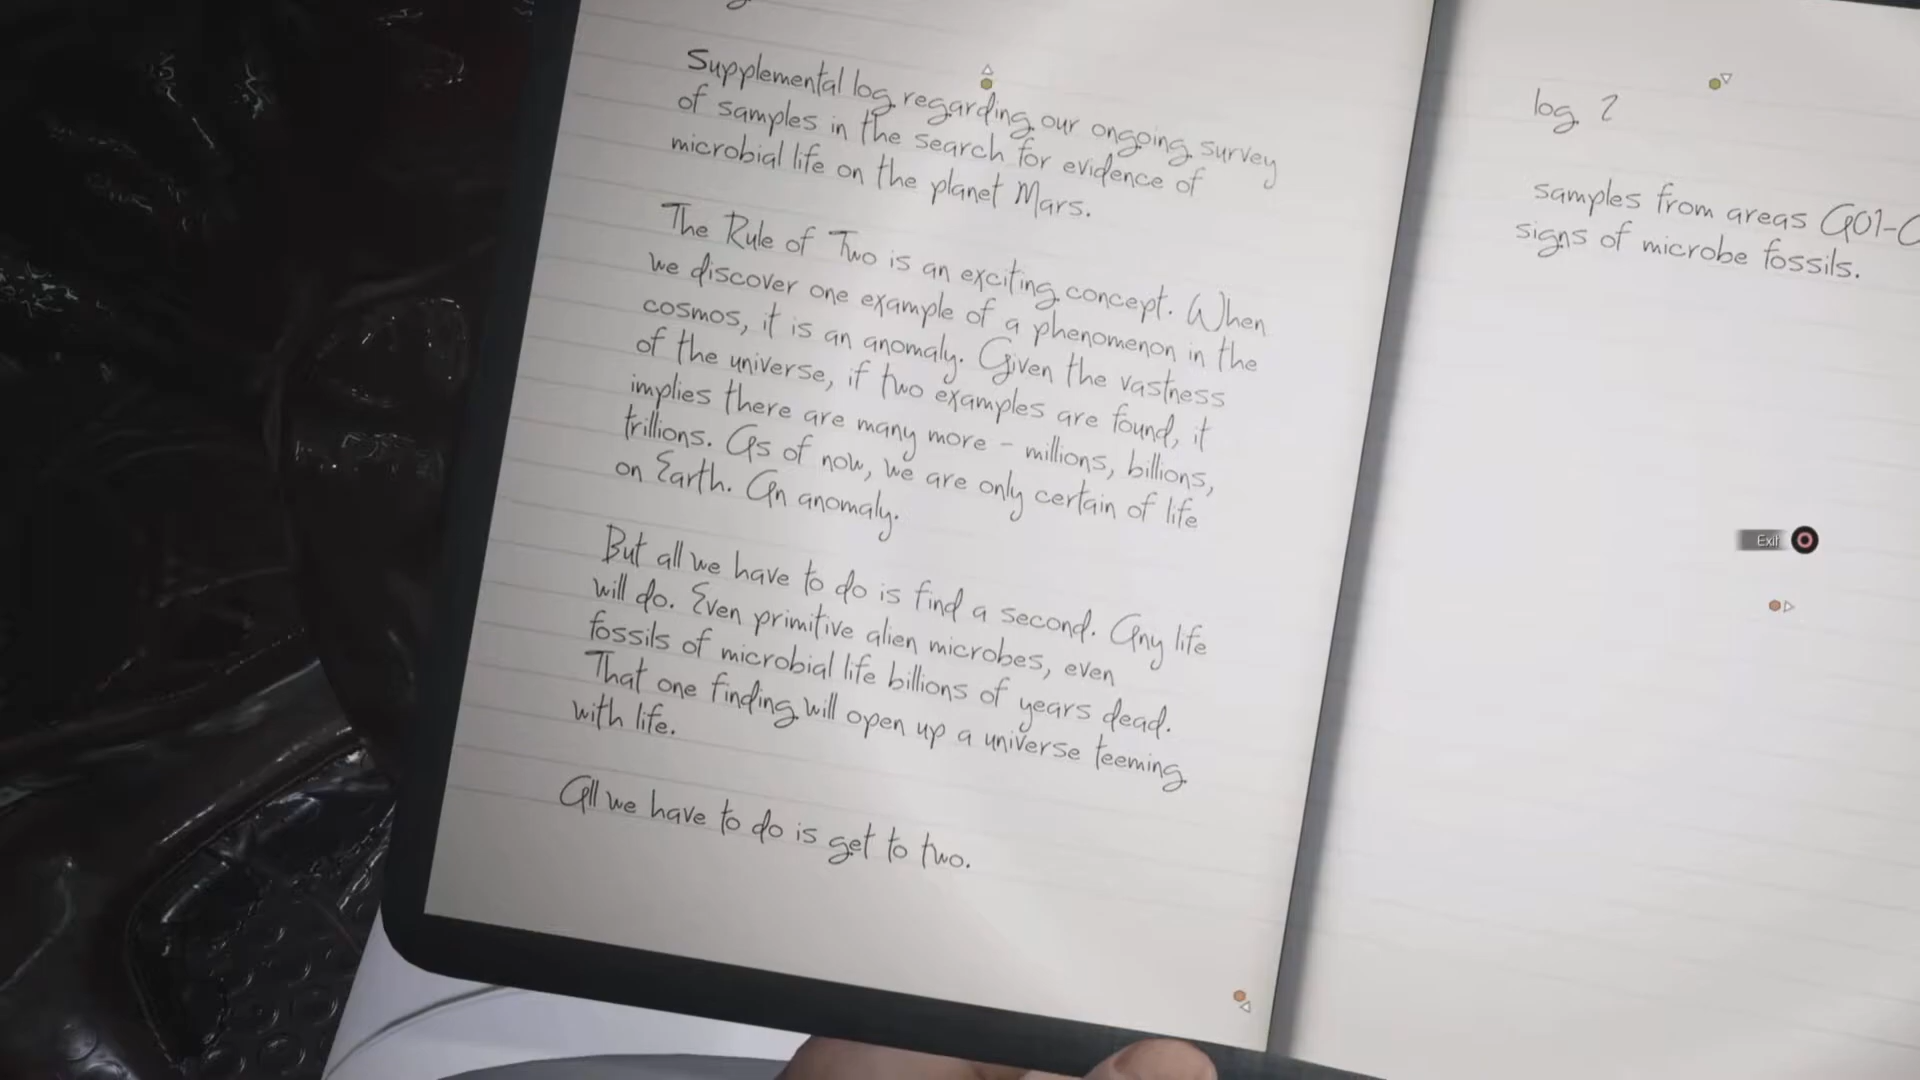 Supplemental log regarding our ongoing survey
of samples in the search for evidence of
microbial life on the planet Mars.
The Rule of Two is an exciting concept. When
we discover one example of a phenomenon in the
cosmos, it is an anomaly. Given the vastness
of the universe, if two examples are found, it
implies there are many more - millions, billions,
trillions. As of now, we are only certain of life
on Earth. An anomaly.
But all we have to do is find a second. Any life
will do. Even primitive alien microbes, even
fossils of microbial life billions of years dead.
That one finding will open up a universe teeming
with life.
All we have to do is get to two.
log 2
samples from areas
signs of microbe fossils.
Exit